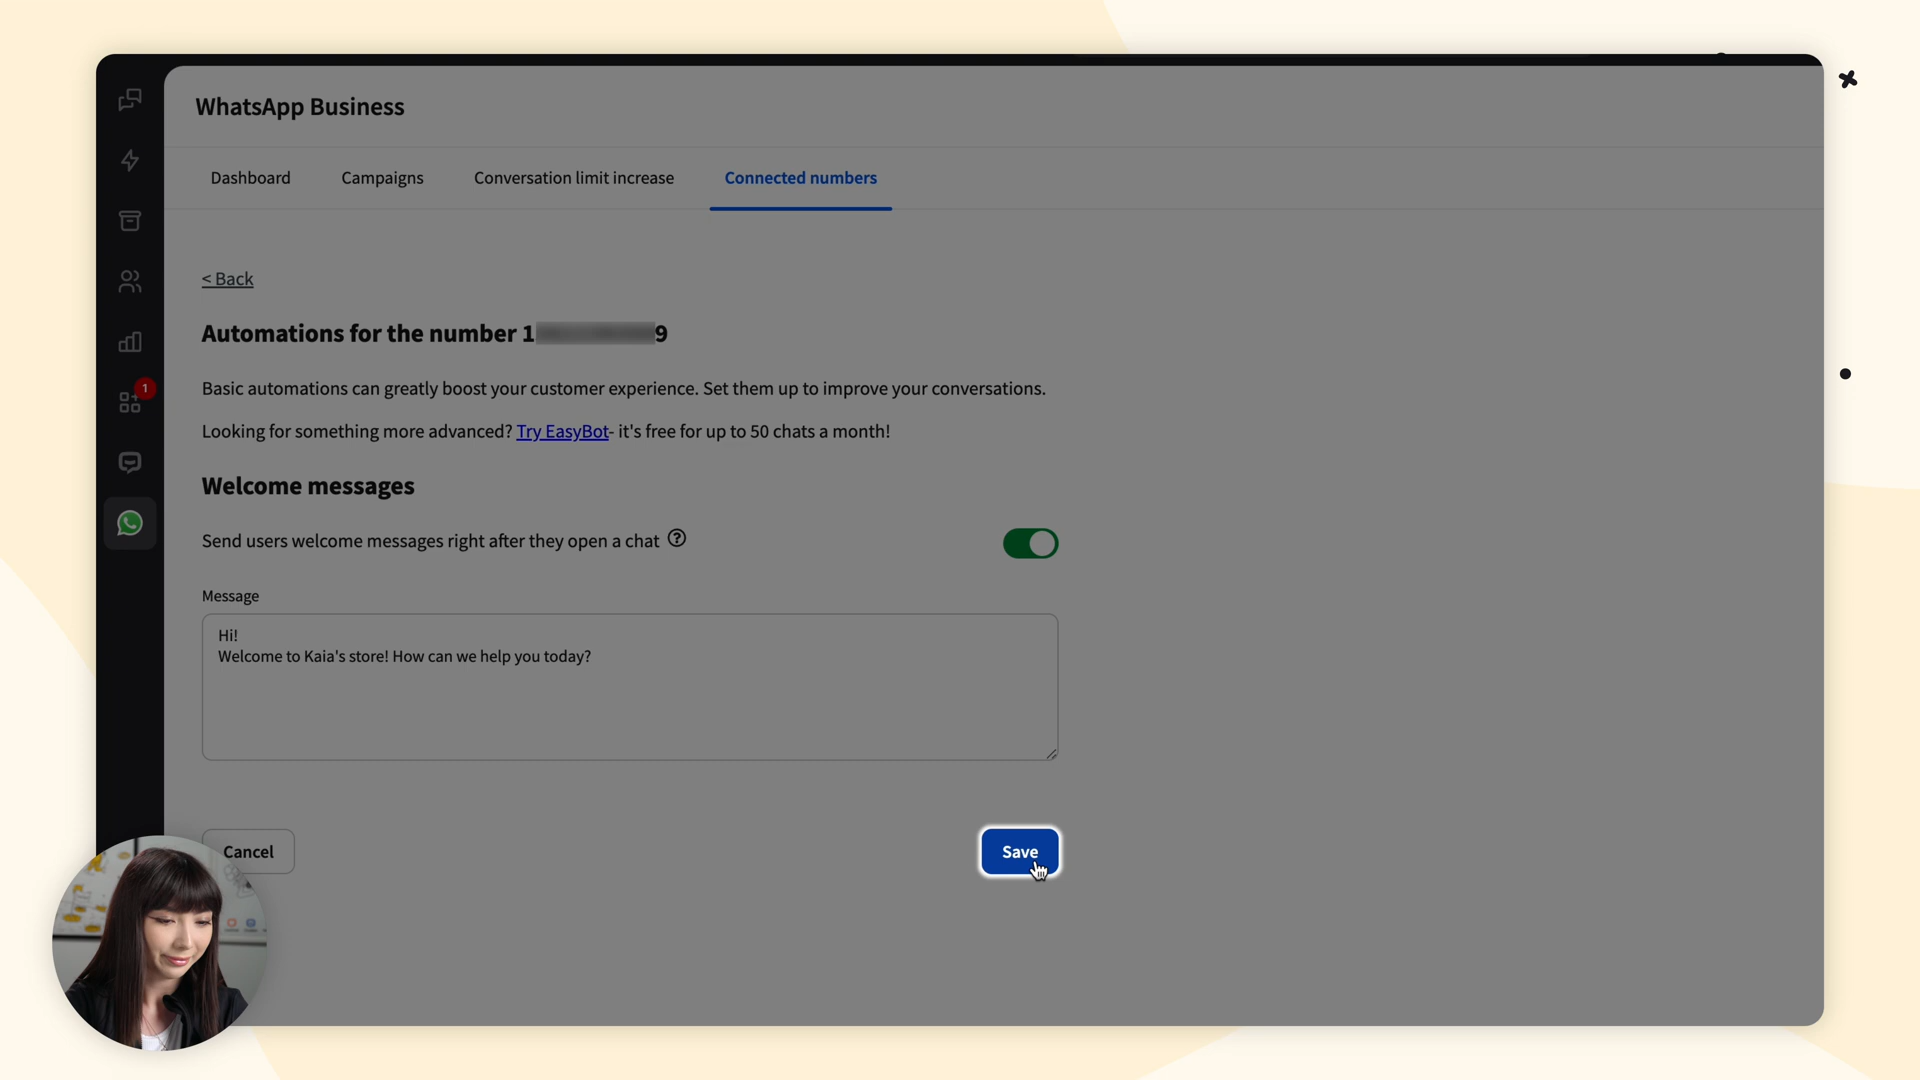 WhatsApp Business
Dashboard
Campaigns
Conversation limit increase
Connected numbers
< Back
Automations for the number 1 9
Basic automations can greatly boost your customer experience. Set them up to improve your conversations.
Looking for something more advanced? Try EasyBot- it's free for up to 50 chats a month!
1
Welcome messages
Send users welcome messages right after they open a chat ?
Message
Hi!
Welcome to Kaia's store! How can we help you today?
Cancel
Save